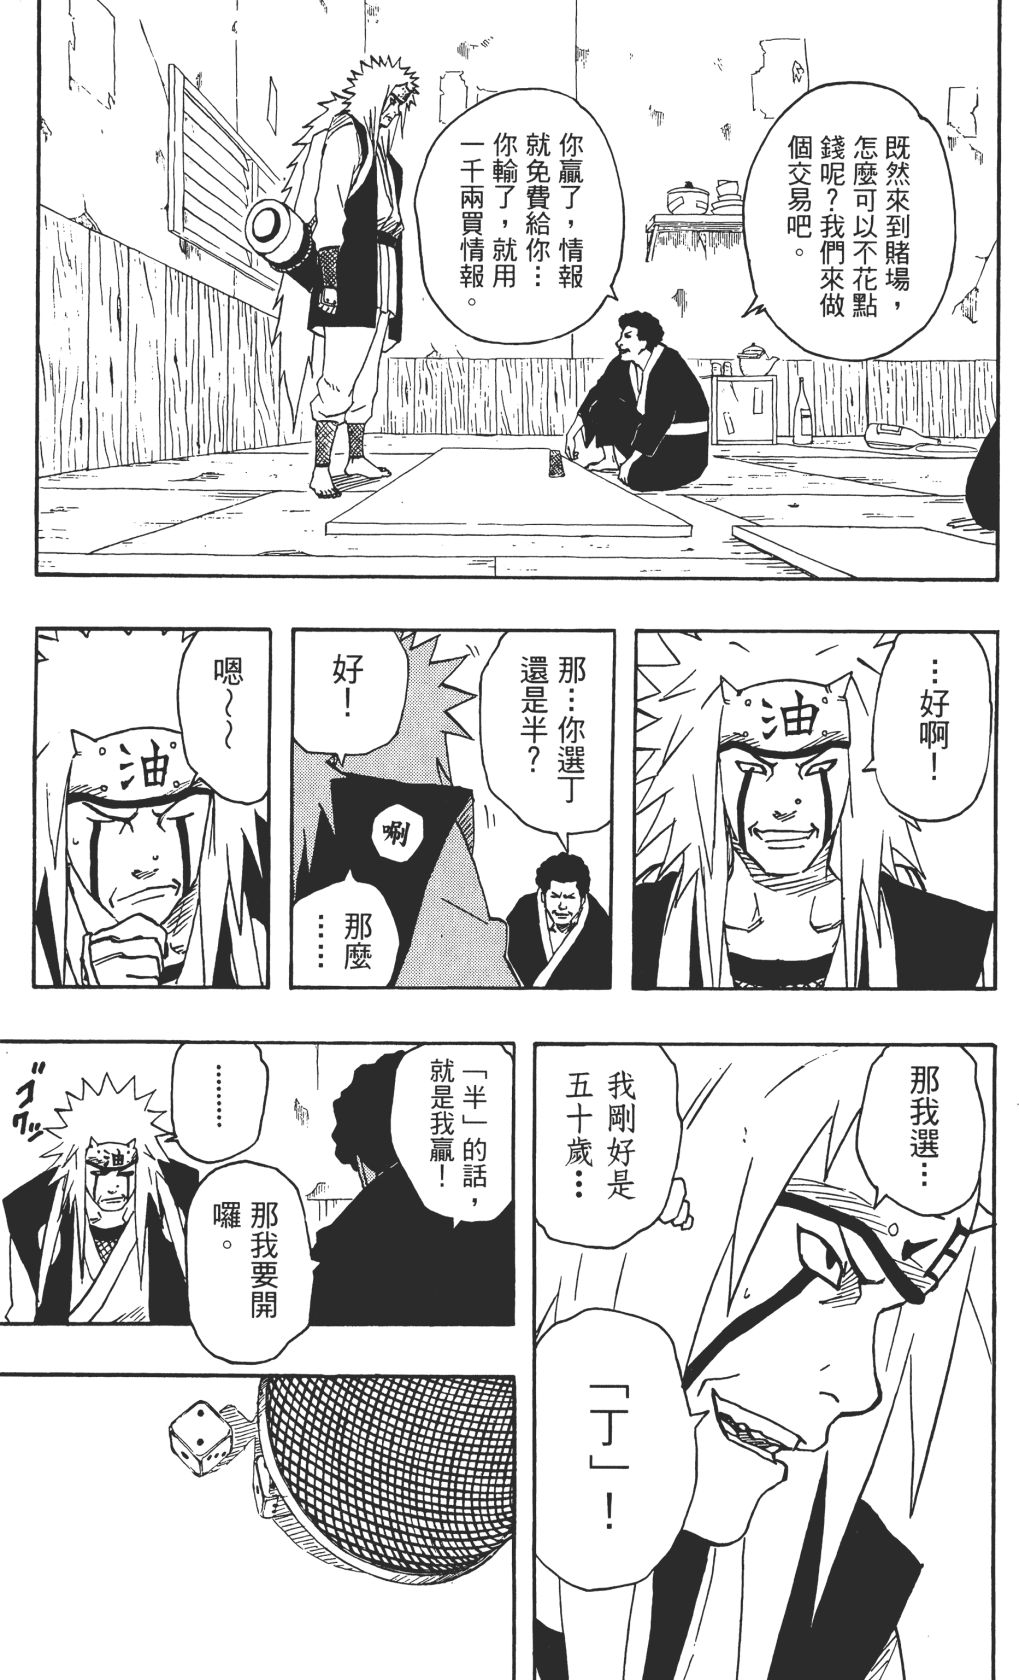 既然來到賭場，
怎麼可以不花點
錢呢？我們來做
個交易吧。
你贏了，情報
就免費給你…
你輸了，就用
一千兩買情報。
…好啊！
油
那…你選丁
還是半？
好！
唰
那麼
……
嗯～～
油
那我選…
我剛好是
五十歲…
「丁」！
「半」的話，
就是我贏！
………
油
那我要開
囉。
ゴクッ